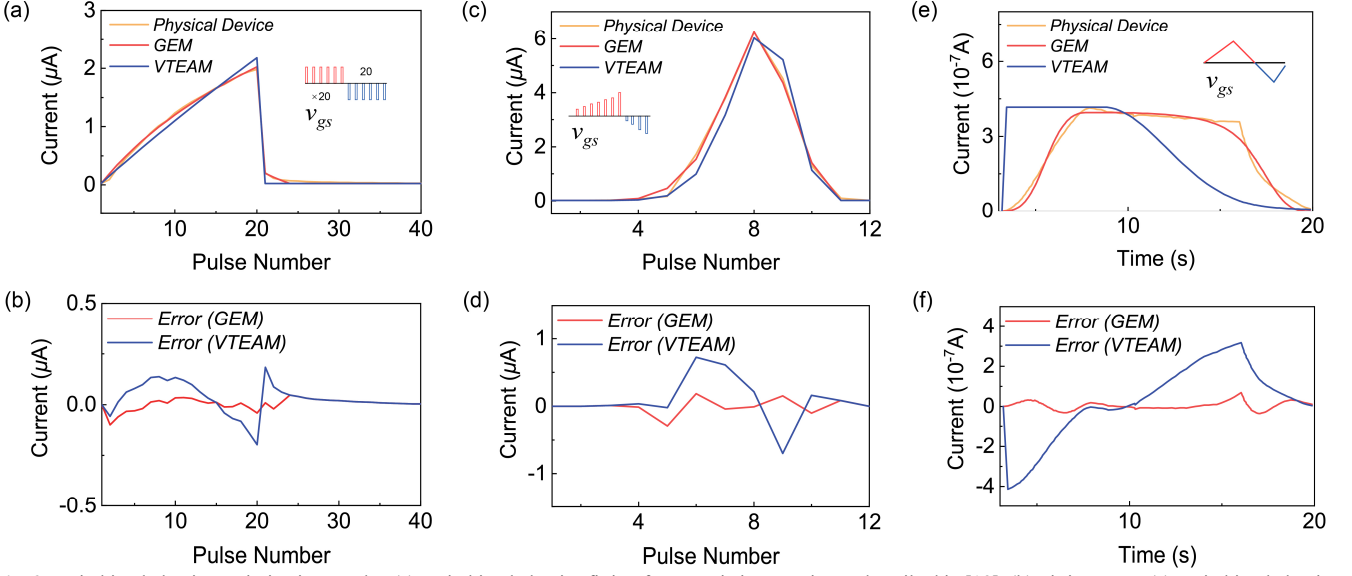 (a)
3
2
1
0
Current (μA)
Physical Device
GEM
VTEAM
×20
20
vgs
10
20
30
40
Pulse Number
(c)
6
4
2
0
Current (μA)
Physical Device
GEM
VTEAM
vgs
4
8
12
Pulse Number
(e)
6
3
0
Current (10-7A)
Physical Device
GEM
VTEAM
vgs
10
20
Time (s)
(b)
0.5
0.0
-0.5
Current (μA)
Error (GEM)
Error (VTEAM)
10
20
30
40
Pulse Number
(d)
1
0
-1
Current (μA)
Error (GEM)
Error (VTEAM)
4
8
12
Pulse Number
(f)
4
2
0
-2
-4
Current (10-7A)
Error (GEM)
Error (VTEAM)
10
20
Time (s)